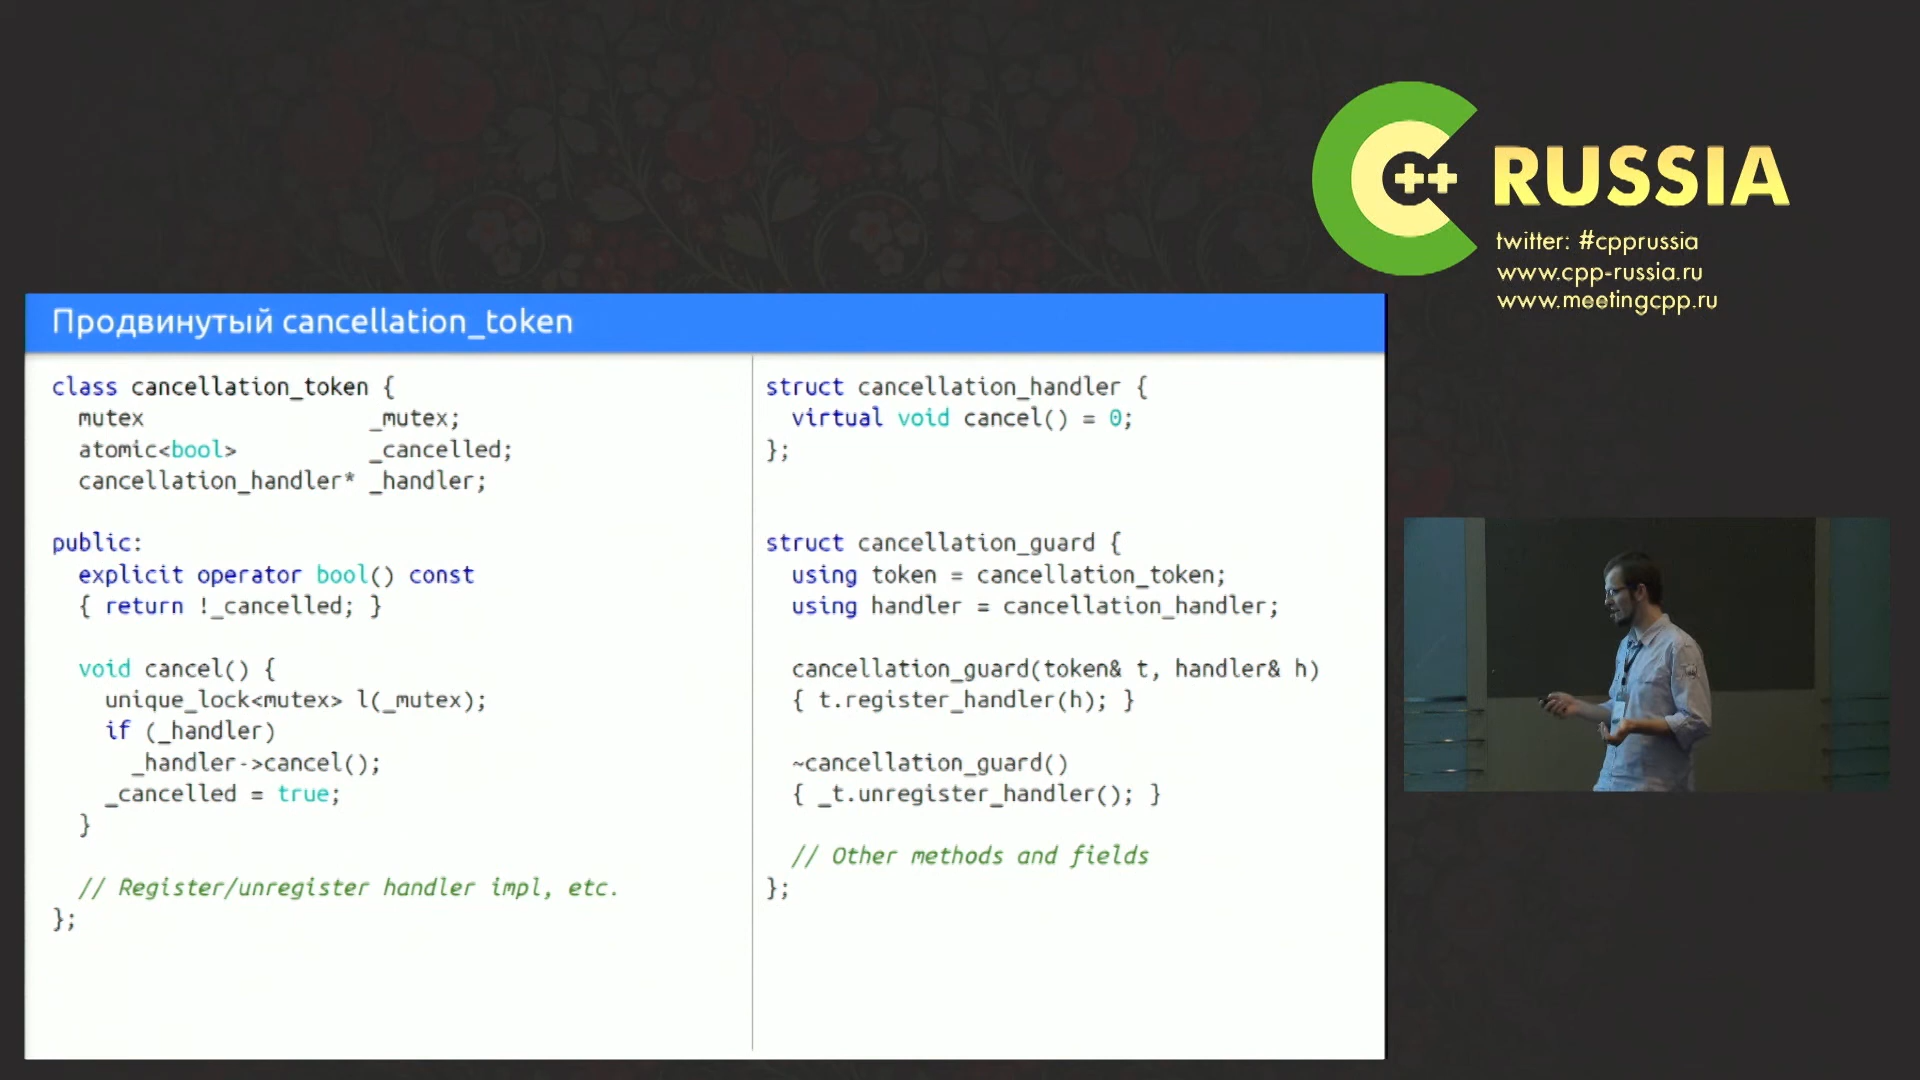 C++ RUSSIA
twitter: #cpprussia
www.cpp-russia.ru
www.meetingcpp.ru
Продвинутый cancellation_token
class cancellation_token {
  mutex                 _mutex;
  atomic<bool>          _cancelled;
  cancellation_handler* _handler;
public:
  explicit operator bool() const
  { return !_cancelled; }
  void cancel() {
    unique_lock<mutex> l(_mutex);
    if (_handler)
      _handler->cancel();
    _cancelled = true;
  }
  // Register/unregister handler impl, etc.
};
struct cancellation_handler {
  virtual void cancel() = 0;
};
struct cancellation_guard {
  using token = cancellation_token;
  using handler = cancellation_handler;
  cancellation_guard(token& t, handler& h)
  { t.register_handler(h); }
  ~cancellation_guard()
  { _t.unregister_handler(); }
  // Other methods and fields
};